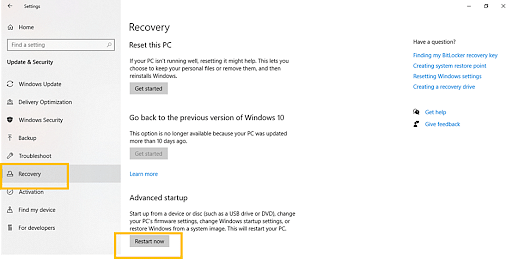 Settings
Home
Find a setting
Update & Security
Windows Update
Delivery Optimization
Windows Security
Backup
Troubleshoot
Recovery
Activation
Find my device
For developers
Recovery
Reset this PC
If your PC isn't running well, resetting it might help. This lets you
choose to keep your personal files or remove them, and then
reinstalls Windows.
Get started
Go back to the previous version of Windows 10
This option is no longer available because your PC was updated
more than 10 days ago.
Get started
Learn more
Advanced startup
Start up from a device or disc (such as a USB drive or DVD), change
your PC's firmware settings, change Windows startup settings, or
restore Windows from a system image. This will restart your PC.
Restart now
Have a question?
Finding my BitLocker recovery key
Creating system restore point
Resetting Windows settings
Creating a recovery drive
Get help
Give feedback